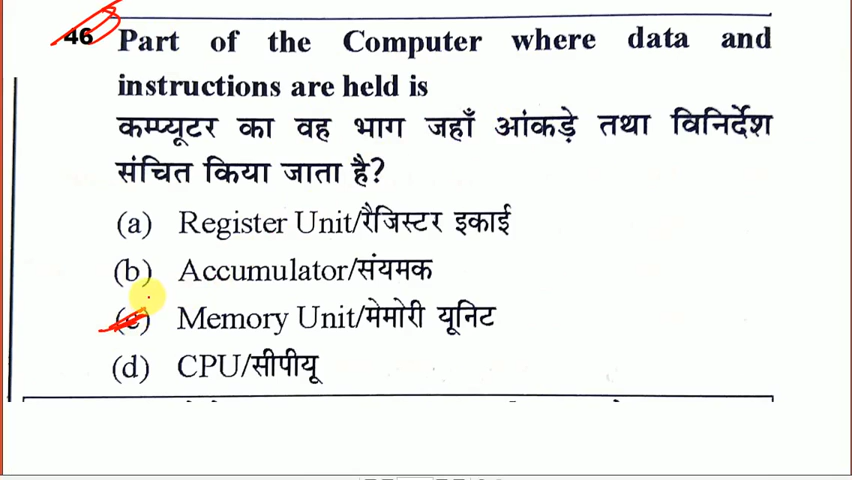 46 Part of the Computer where data and
instructions are held is
कम्प्यूटर का वह भाग जहाँ आंकड़े तथा विनिर्देश
संचित किया जाता है?
(a) Register Unit/रैजिस्टर इकाई
(b) Accumulator/संयमक
(c) Memory Unit/मेमोरी यूनिट
(d) CPU/सीपीयू